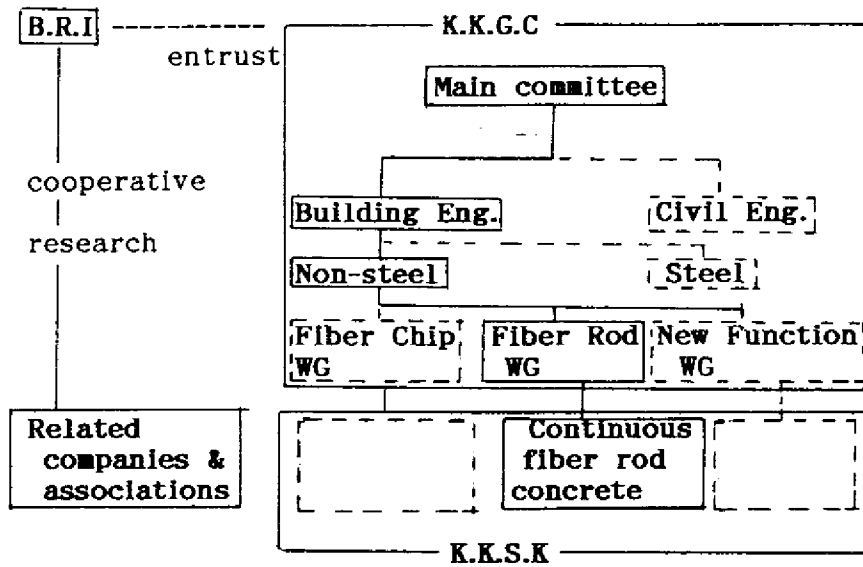 B.R.I
K.K.G.C
entrust
Main committee
cooperative
research
Building Eng.
Civil Eng.
Non-steel
Steel
Fiber Chip
WG
Fiber Rod
WG
New Function
WG
Related
companies &
associations
Continuous
fiber rod
concrete
K.K.S.K